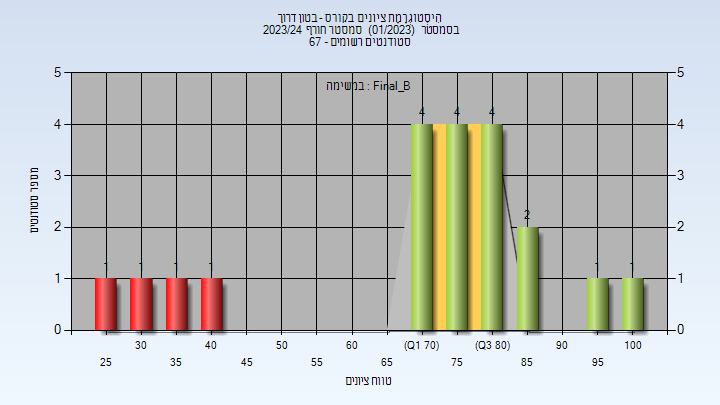 היסטוגרמת ציונים בקורס - בטון דרוך
בסמסטר (01/2023) סמסטר חורף 2023/24
סטודנטים רשומים - 67
במשימה : Final_B
מספר סטודנטים
5 5
4 4
3 3
2 2
1 1
0 0
1 1 1 1 4 4 4 2 1 1
30 40 50 60 (Q1 70) (Q3 80) 90 100
25 35 45 55 65 75 85 95
טווח ציונים